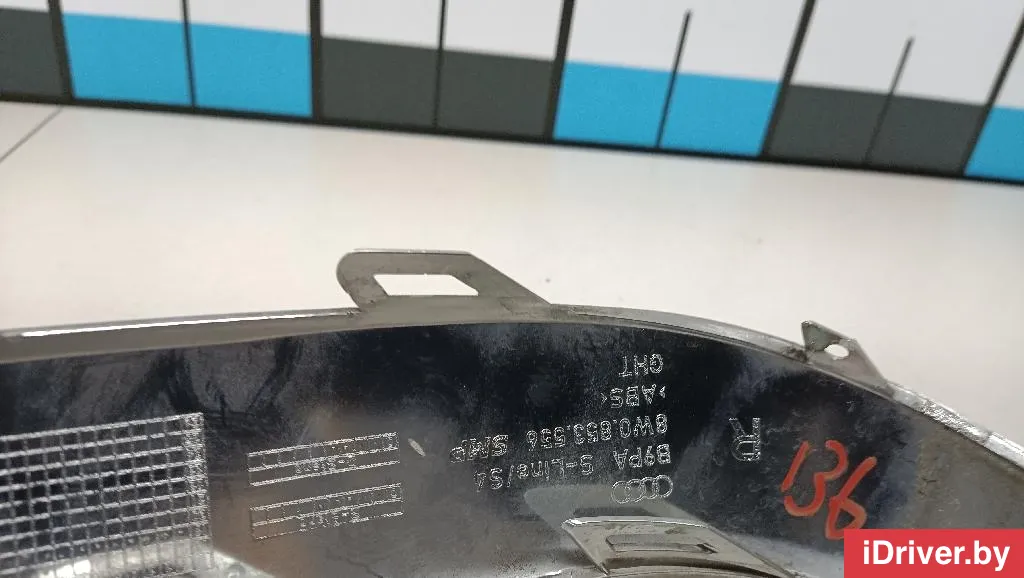 B9PA S-Line/S4
8W0.853.556 SMP
>ABS<
GHT
R
136
iDriver.by